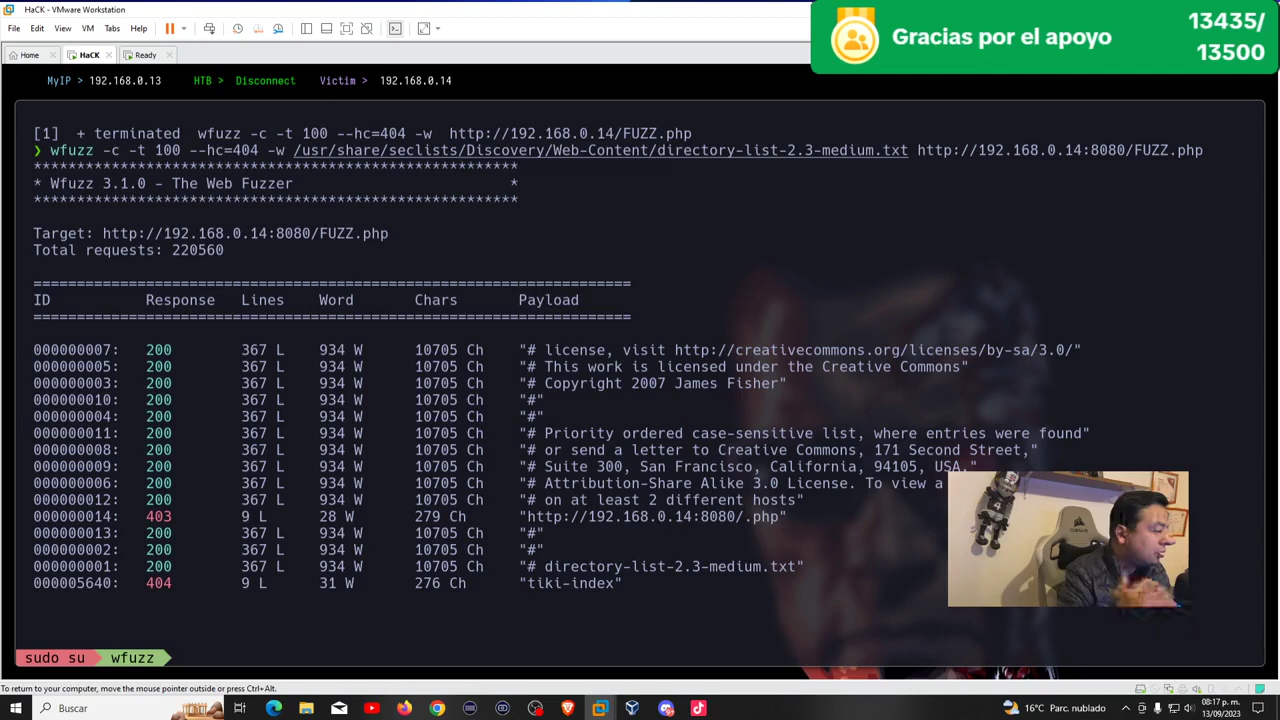 HaCK - VMware Workstation
File Edit View VM Tabs Help
Home HaCK Ready
Gracias por el apoyo
13435/
13500
MyIP > 192.168.0.13 HTB > Disconnect Victim > 192.168.0.14
[1] + terminated wfuzz -c -t 100 --hc=404 -w http://192.168.0.14/FUZZ.php
❯ wfuzz -c -t 100 --hc=404 -w /usr/share/seclists/Discovery/Web-Content/directory-list-2.3-medium.txt http://192.168.0.14:8080/FUZZ.php
********************************************************
* Wfuzz 3.1.0 - The Web Fuzzer *
********************************************************
Target: http://192.168.0.14:8080/FUZZ.php
Total requests: 220560
=====================================================================
ID Response Lines Word Chars Payload
=====================================================================
000000007: 200 367 L 934 W 10705 Ch "# license, visit http://creativecommons.org/licenses/by-sa/3.0/"
000000005: 200 367 L 934 W 10705 Ch "# This work is licensed under the Creative Commons"
000000003: 200 367 L 934 W 10705 Ch "# Copyright 2007 James Fisher"
000000010: 200 367 L 934 W 10705 Ch "#"
000000004: 200 367 L 934 W 10705 Ch "#"
000000011: 200 367 L 934 W 10705 Ch "# Priority ordered case-sensitive list, where entries were found"
000000008: 200 367 L 934 W 10705 Ch "# or send a letter to Creative Commons, 171 Second Street,"
000000009: 200 367 L 934 W 10705 Ch "# Suite 300, San Francisco, California, 94105, USA."
000000006: 200 367 L 934 W 10705 Ch "# Attribution-Share Alike 3.0 License. To view a
000000012: 200 367 L 934 W 10705 Ch "# on at least 2 different hosts"
000000014: 403 9 L 28 W 279 Ch "http://192.168.0.14:8080/.php"
000000013: 200 367 L 934 W 10705 Ch "#"
000000002: 200 367 L 934 W 10705 Ch "#"
000000001: 200 367 L 934 W 10705 Ch "# directory-list-2.3-medium.txt"
000005640: 404 9 L 31 W 276 Ch "tiki-index"
sudo su wfuzz
To return to your computer, move the mouse pointer outside or press Ctrl+Alt.
Buscar
16°C Parc. nublado
08:17 p. m.
13/09/2023